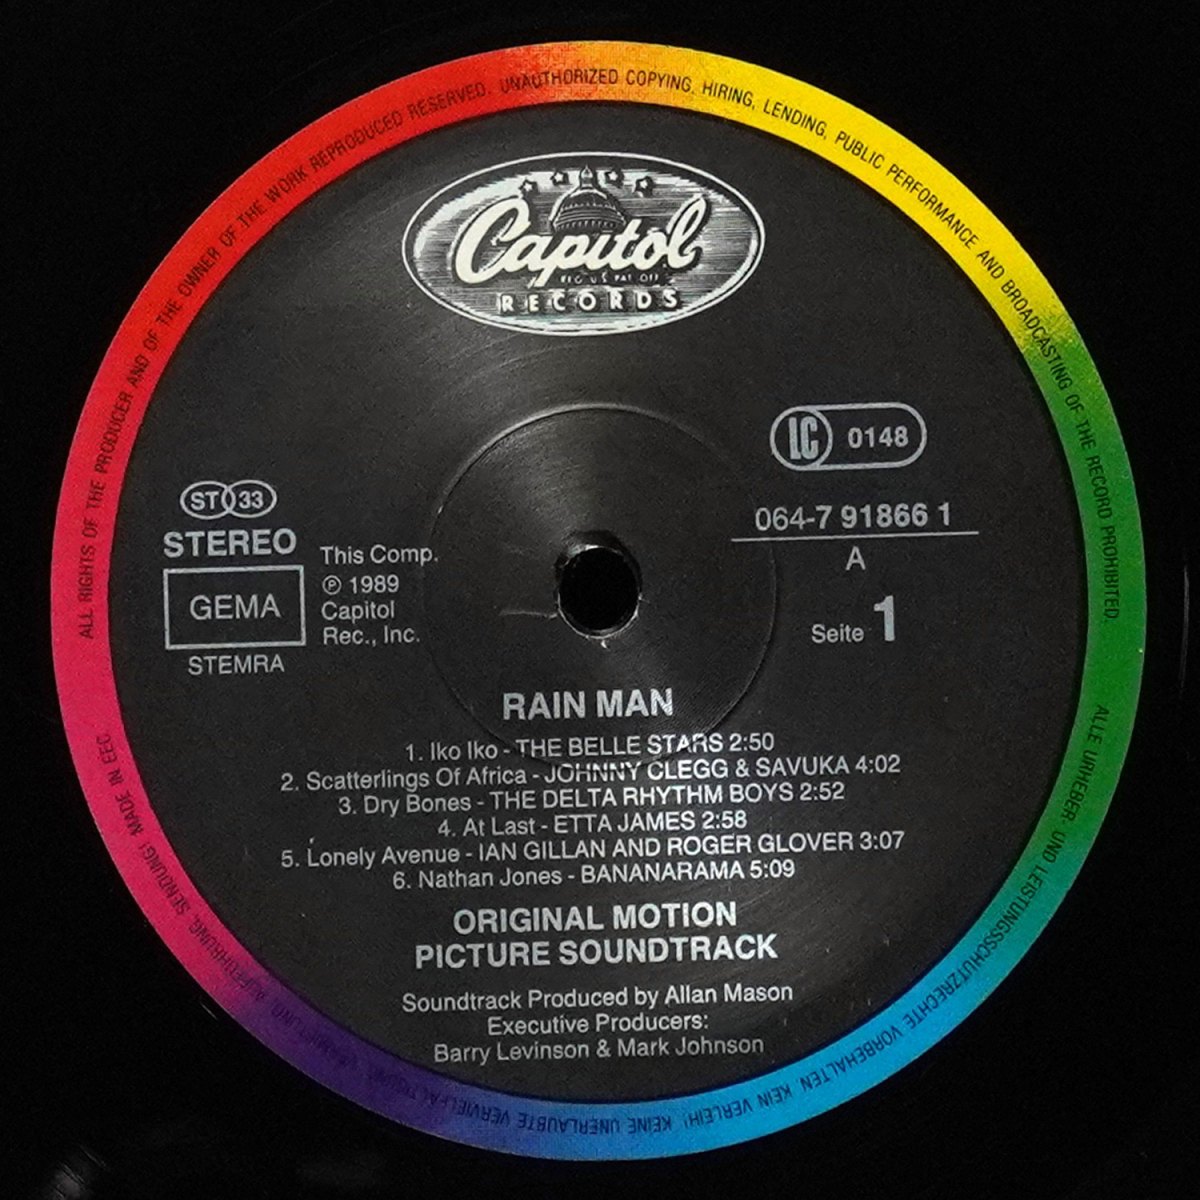 ALL RIGHTS OF THE PRODUCER AND OF THE OWNER OF THE WORK REPRODUCED RESERVED. UNAUTHORIZED COPYING, HIRING, LENDING, PUBLIC PERFORMANCE AND BROADCASTING OF THE RECORD PROHIBITED.
Capitol
REG. U.S. PAT. OFF.
RECORDS
LC 0148
064-7 91866 1
A
Seite 1
ST 33
STEREO
GEMA
STEMRA
This Comp.
℗ 1989
Capitol
Rec., Inc.
RAIN MAN
1. Iko Iko - THE BELLE STARS 2:50
2. Scatterlings Of Africa - JOHNNY CLEGG & SAVUKA 4:02
3. Dry Bones - THE DELTA RHYTHM BOYS 2:52
4. At Last - ETTA JAMES 2:58
5. Lonely Avenue - IAN GILLAN AND ROGER GLOVER 3:07
6. Nathan Jones - BANANARAMA 5:09
ORIGINAL MOTION
PICTURE SOUNDTRACK
Soundtrack Produced by Allan Mason
Executive Producers:
Barry Levinson & Mark Johnson
ALLE URHEBER- UND LEISTUNGSSCHUTZRECHTE VORBEHALTEN. KEIN VERLEIH! KEINE UNERLAUBTE VERVIELFÄLTIGUNG, AUFFÜHRUNG, SENDUNG! MADE IN EEC.